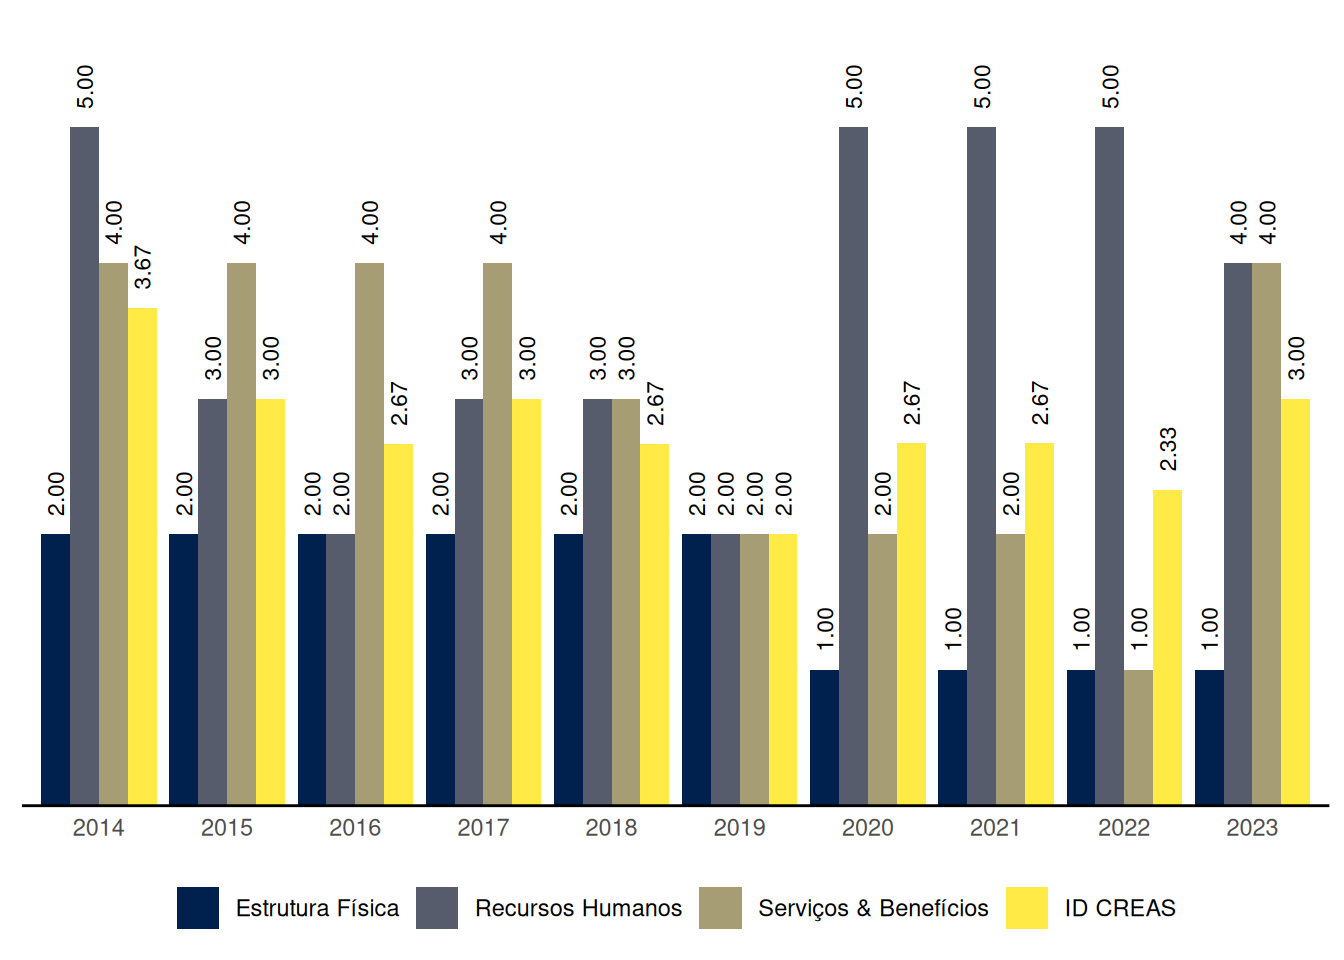 5.00 5.00 5.00 5.00
4.00 4.00 4.00 4.00 4.00 4.00
3.67
3.00 3.00 3.00 3.00 3.00 3.00 3.00
2.67 2.67 2.67 2.67
2.33
2.00 2.00 2.00 2.00 2.00 2.00 2.00 2.00 2.00 2.00 2.00 2.00
1.00 1.00 1.00 1.00 1.00
2014 2015 2016 2017 2018 2019 2020 2021 2022 2023
Estrutura Física Recursos Humanos Serviços & Benefícios ID CREAS